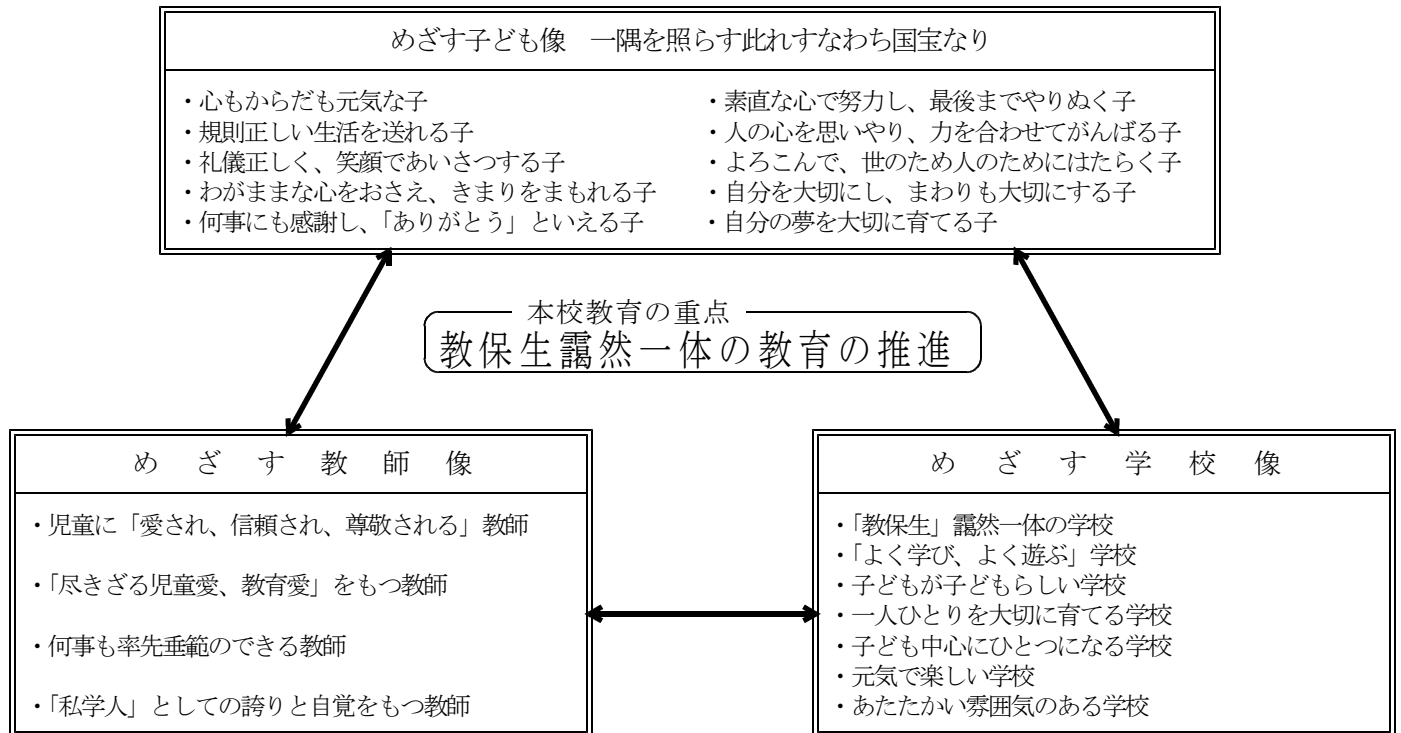 めざす子ども像　一隅を照らす此れすなわち国宝なり
・心もからだも元気な子
・規則正しい生活を送れる子
・礼儀正しく、笑顔であいさつする子
・わがままな心をおさえ、きまりをまもれる子
・何事にも感謝し、「ありがとう」といえる子
・素直な心で努力し、最後までやりぬく子
・人の心を思いやり、力を合わせてがんばる子
・よろこんで、世のため人のためにはたらく子
・自分を大切にし、まわりも大切にする子
・自分の夢を大切に育てる子
本校教育の重点
教保生靄然一体の教育の推進
めざす教師像
・児童に「愛され、信頼され、尊敬される」教師
・「尽きざる児童愛、教育愛」をもつ教師
・何事も率先垂範のできる教師
・「私学人」としての誇りと自覚をもつ教師
めざす学校像
・「教保生」靄然一体の学校
・「よく学び、よく遊ぶ」学校
・子どもが子どもらしい学校
・一人ひとりを大切に育てる学校
・子ども中心にひとつになる学校
・元気で楽しい学校
・あたたかい雰囲気のある学校